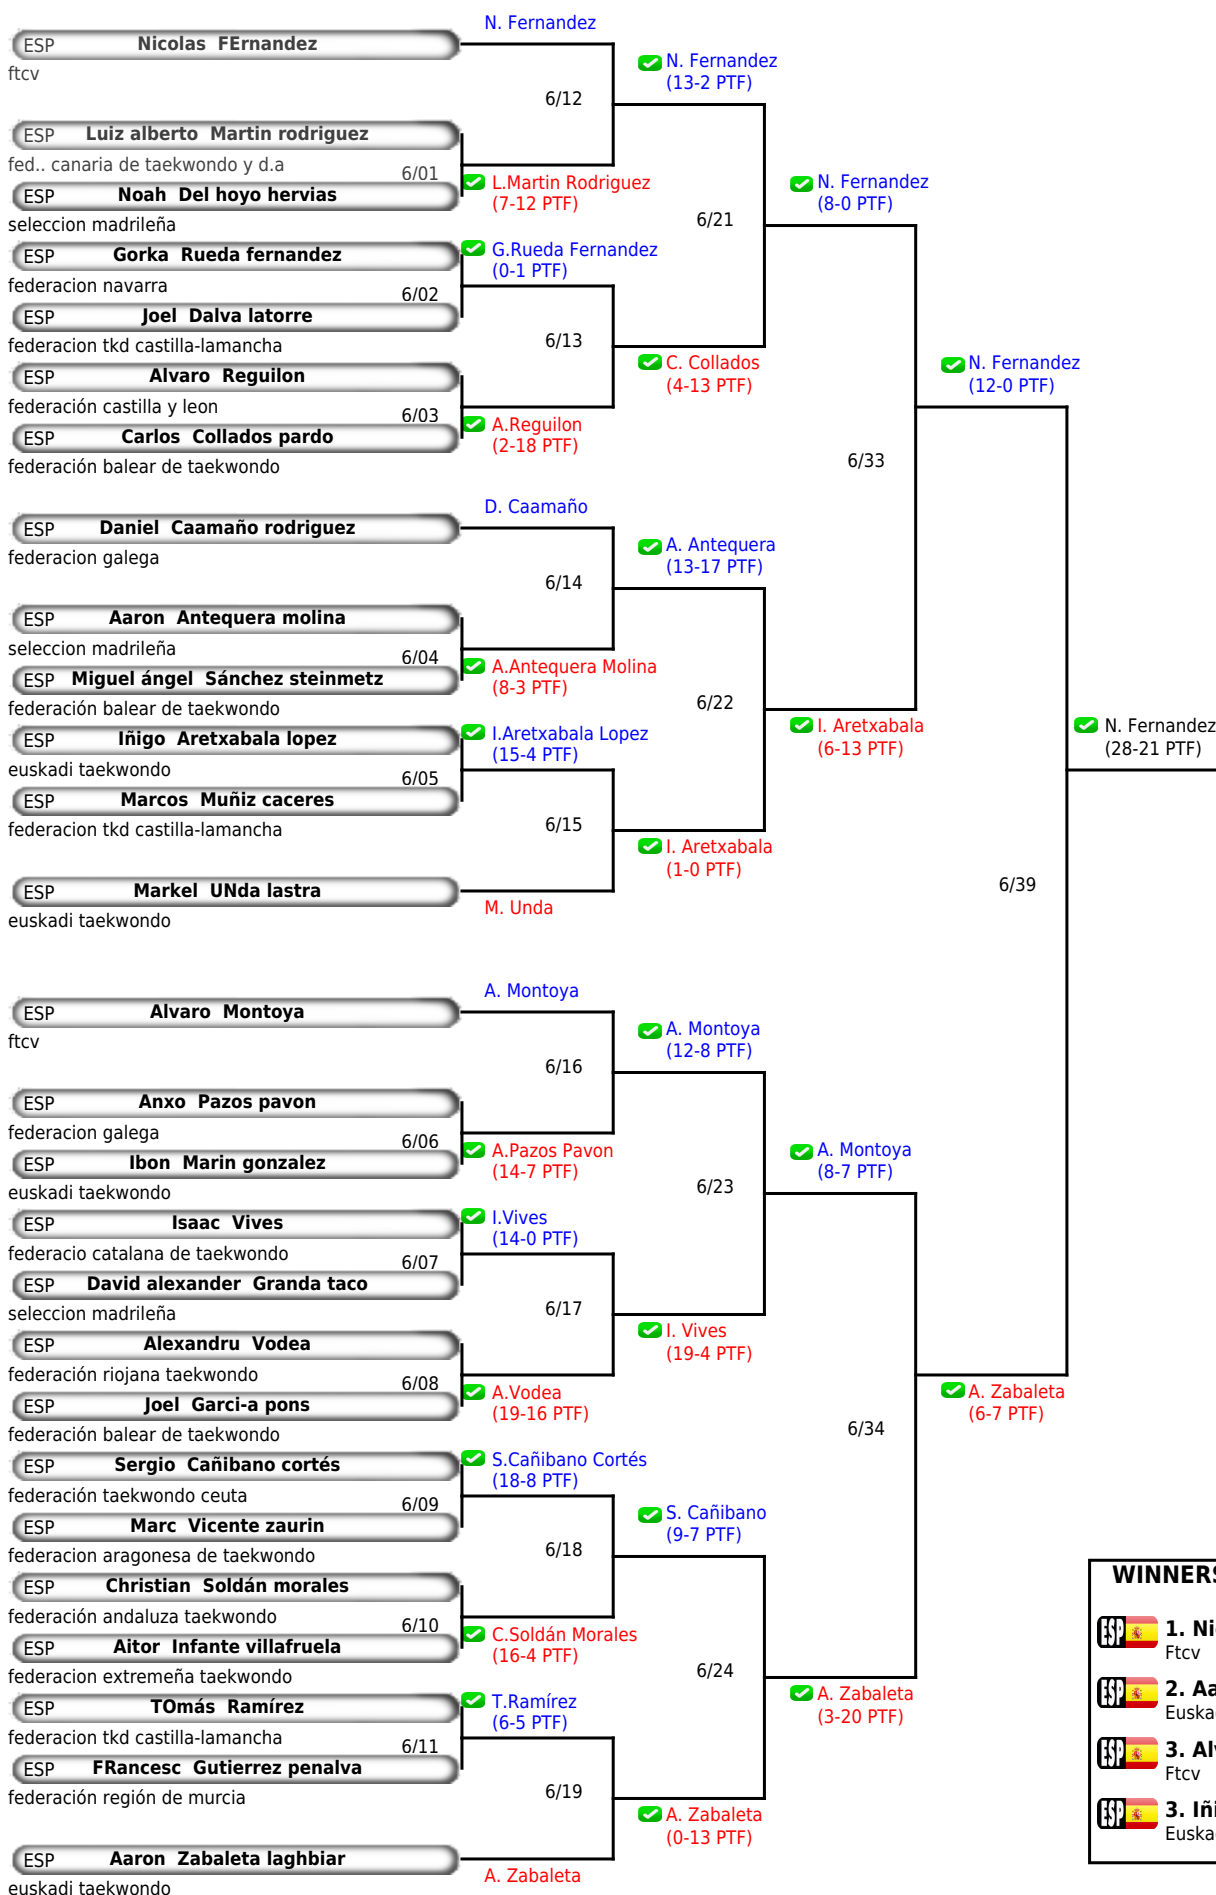 N. Fernandez
ESP Nicolas FErnandez
ftcv
N. Fernandez
(13-2 PTF)
6/12
ESP Luiz alberto Martin rodriguez
fed.. canaria de taekwondo y d.a
6/01
L.Martin Rodriguez
(7-12 PTF)
ESP Noah Del hoyo hervias
seleccion madrileña
N. Fernandez
(8-0 PTF)
6/21
ESP Gorka Rueda fernandez
federacion navarra
G.Rueda Fernandez
(0-1 PTF)
6/02
ESP Joel Dalva latorre
federacion tkd castilla-lamancha
6/13
C. Collados
(4-13 PTF)
N. Fernandez
(12-0 PTF)
ESP Alvaro Reguilon
federación castilla y leon
6/03
A.Reguilon
(2-18 PTF)
ESP Carlos Collados pardo
federación balear de taekwondo
6/33
D. Caamaño
ESP Daniel Caamaño rodriguez
federacion galega
A. Antequera
(13-17 PTF)
6/14
ESP Aaron Antequera molina
seleccion madrileña
6/04
A.Antequera Molina
(8-3 PTF)
ESP Miguel ángel Sánchez steinmetz
federación balear de taekwondo
6/22
I. Aretxabala
(6-13 PTF)
N. Fernandez
(28-21 PTF)
ESP Iñigo Aretxabala lopez
euskadi taekwondo
I.Aretxabala Lopez
(15-4 PTF)
6/05
ESP Marcos Muñiz caceres
federacion tkd castilla-lamancha
6/15
I. Aretxabala
(1-0 PTF)
ESP Markel UNda lastra
euskadi taekwondo
M. Unda
6/39
A. Montoya
ESP Alvaro Montoya
ftcv
A. Montoya
(12-8 PTF)
6/16
ESP Anxo Pazos pavon
federacion galega
6/06
A.Pazos Pavon
(14-7 PTF)
ESP Ibon Marin gonzalez
euskadi taekwondo
A. Montoya
(8-7 PTF)
6/23
ESP Isaac Vives
federacio catalana de taekwondo
I.Vives
(14-0 PTF)
6/07
ESP David alexander Granda taco
seleccion madrileña
6/17
I. Vives
(19-4 PTF)
ESP Alexandru Vodea
federación riojana taekwondo
6/08
A.Vodea
(19-16 PTF)
ESP Joel Garci-a pons
federación balear de taekwondo
A. Zabaleta
(6-7 PTF)
6/34
ESP Sergio Cañibano cortés
federación taekwondo ceuta
S.Cañibano Cortés
(18-8 PTF)
6/09
ESP Marc Vicente zaurin
federacion aragonesa de taekwondo
S. Cañibano
(9-7 PTF)
6/18
ESP Christian Soldán morales
federación andaluza taekwondo
6/10
C.Soldán Morales
(16-4 PTF)
ESP Aitor Infante villafruela
federacion extremeña taekwondo
6/24
A. Zabaleta
(3-20 PTF)
ESP TOmás Ramírez
federacion tkd castilla-lamancha
T.Ramírez
(6-5 PTF)
6/11
ESP FRancesc Gutierrez penalva
federación región de murcia
6/19
A. Zabaleta
(0-13 PTF)
ESP Aaron Zabaleta laghbiar
euskadi taekwondo
A. Zabaleta
WINNERS
ESP 1. Ni
Ftcv
ESP 2. Aa
Euska
ESP 3. Alv
Ftcv
ESP 3. Iñi
Euska